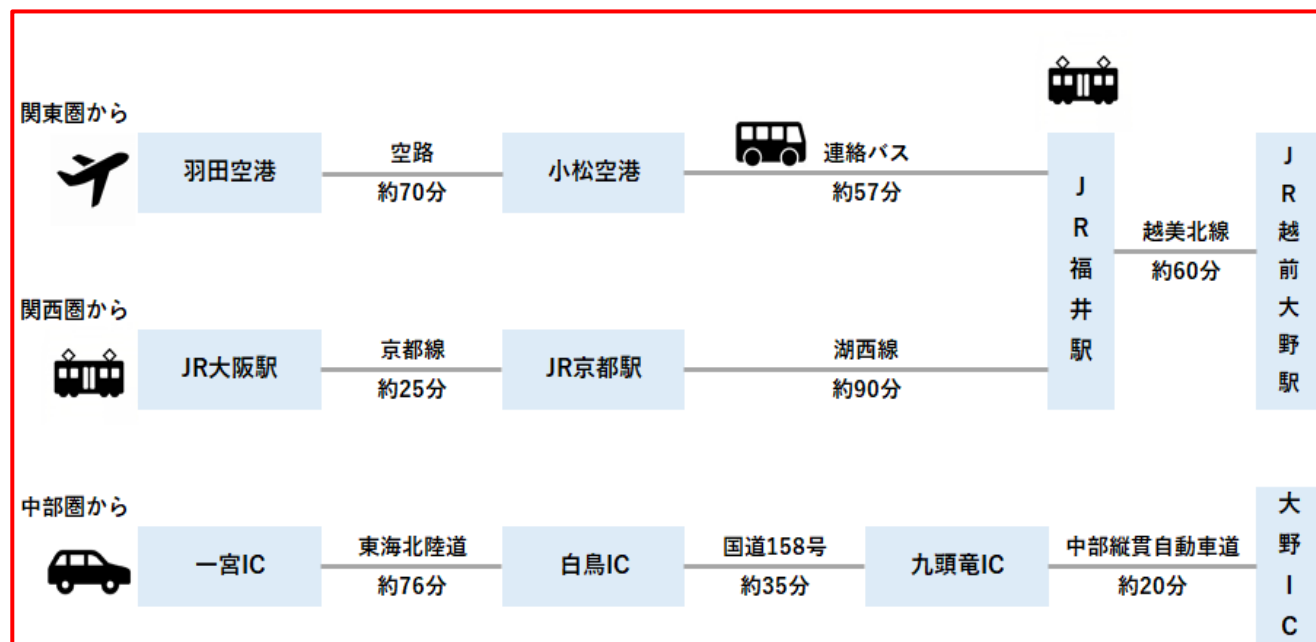 関東圏から
羽田空港
空路
約70分
小松空港
連絡バス
約57分
JR福井駅
越美北線
約60分
JR越前大野駅
関西圏から
JR大阪駅
京都線
約25分
JR京都駅
湖西線
約90分
中部圏から
一宮IC
東海北陸道
約76分
白鳥IC
国道158号
約35分
九頭竜IC
中部縦貫自動車道
約20分
大野IC